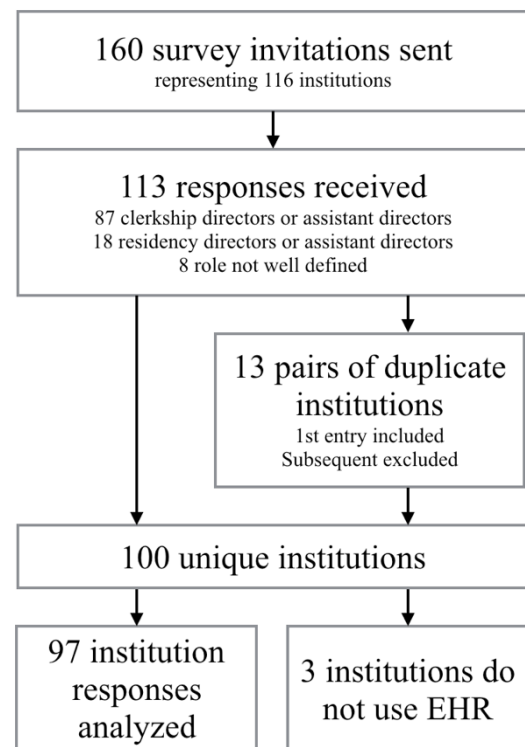 160 survey invitations sent
representing 116 institutions
113 responses received
87 clerkship directors or assistant directors
18 residency directors or assistant directors
8 role not well defined
13 pairs of duplicate
institutions
1st entry included
Subsequent excluded
100 unique institutions
97 institution
responses
analyzed
3 institutions do
not use EHR